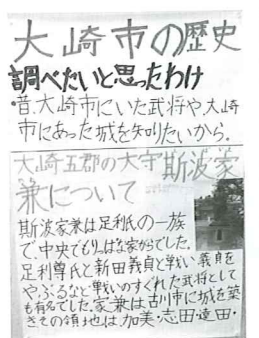 大崎市の歴史
調べたいと思ったわけ
・昔、大崎市にいた武将や、大崎
市にあった城を知りたいから。
大崎五郡の大守斯波家
兼について
斯波家兼は足利氏の一族
で、中央でもりっぱな家がらでした。
足利尊氏と新田義貞と戦い義貞を
やぶるなど戦いのすぐれた武将として
も有名でした。家兼は古川市に城を築
きその領地は、加美・志田・遠田・